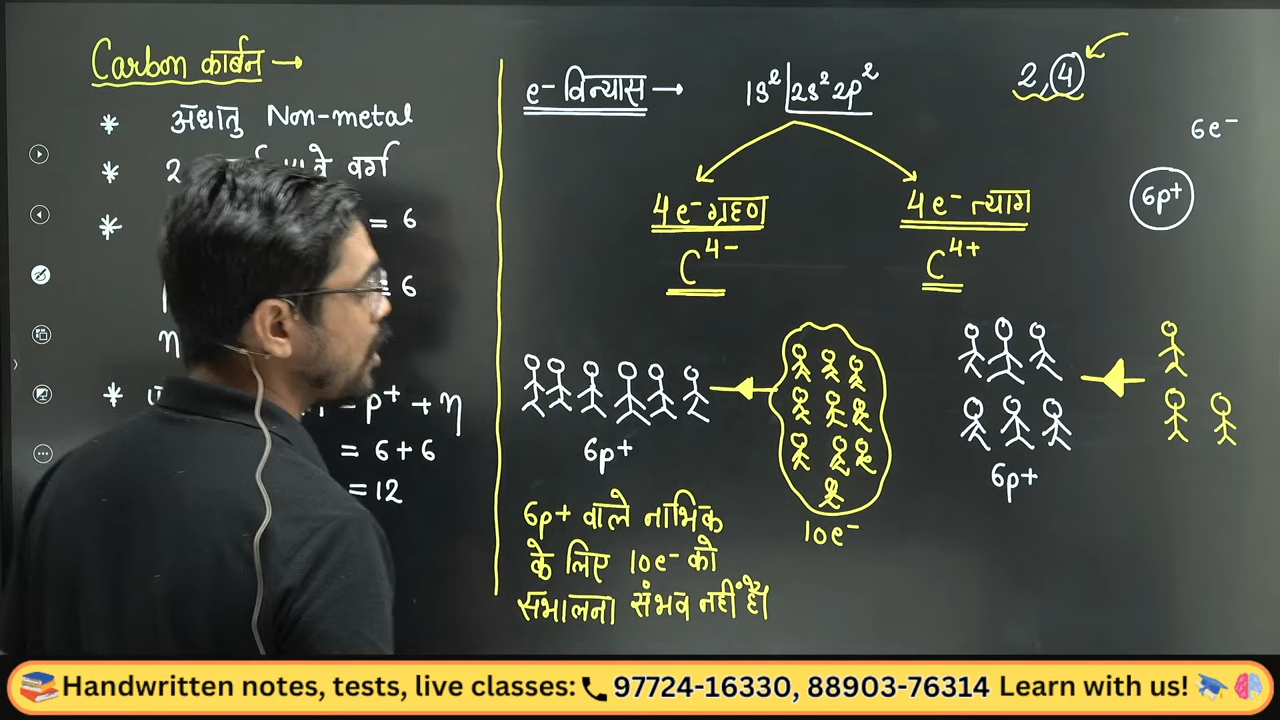 Carbon कार्बन →
* अधातु Non-metal
* 2 वर्ग
* = 6
= 6
η
* p+ + η
= 6+6
= 12
e- विन्यास → 1s² 2s² 2p²
2,4
6e-
6p+
4e- ग्रहण
C4-
4e- त्याग
C4+
6p+
10e-
6p+
6p+ वाले नाभिक
के लिए 10e- को
संभालना संभव नहीं है।
Handwritten notes, tests, live classes: 97724-16330, 88903-76314 Learn with us!